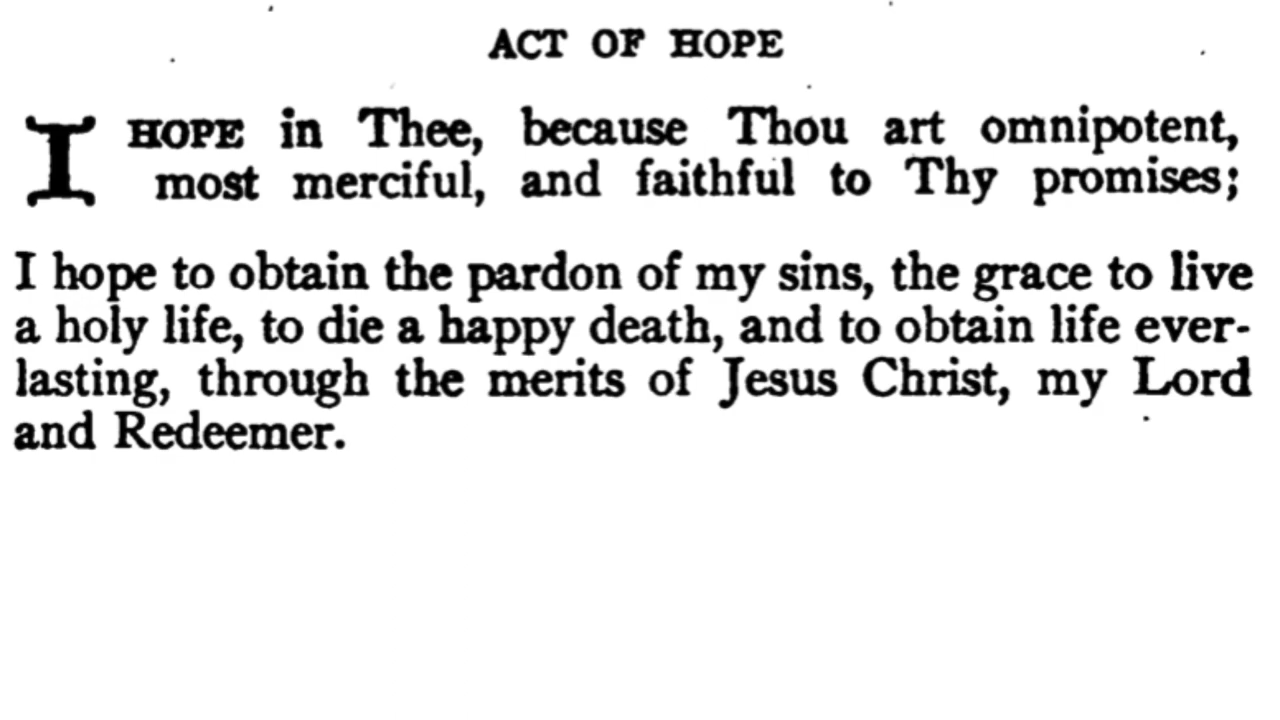 ACT OF HOPE
I HOPE in Thee, because Thou art omnipotent,
most merciful, and faithful to Thy promises;
I hope to obtain the pardon of my sins, the grace to live
a holy life, to die a happy death, and to obtain life ever-
lasting, through the merits of Jesus Christ, my Lord
and Redeemer.